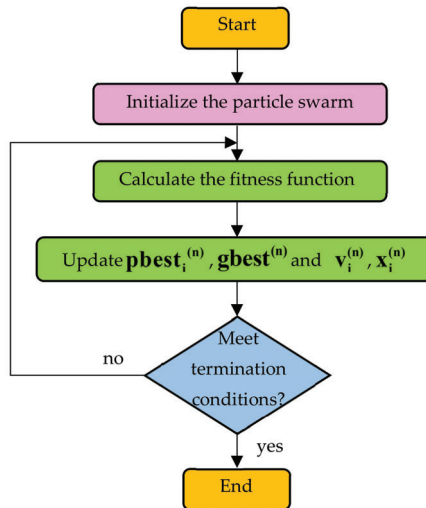 Start
Initialize the particle swarm
Calculate the fitness function
Update pbest_i^(n), gbest^(n) and v_i^(n), x_i^(n)
Meet
no
termination
conditions?
yes
End